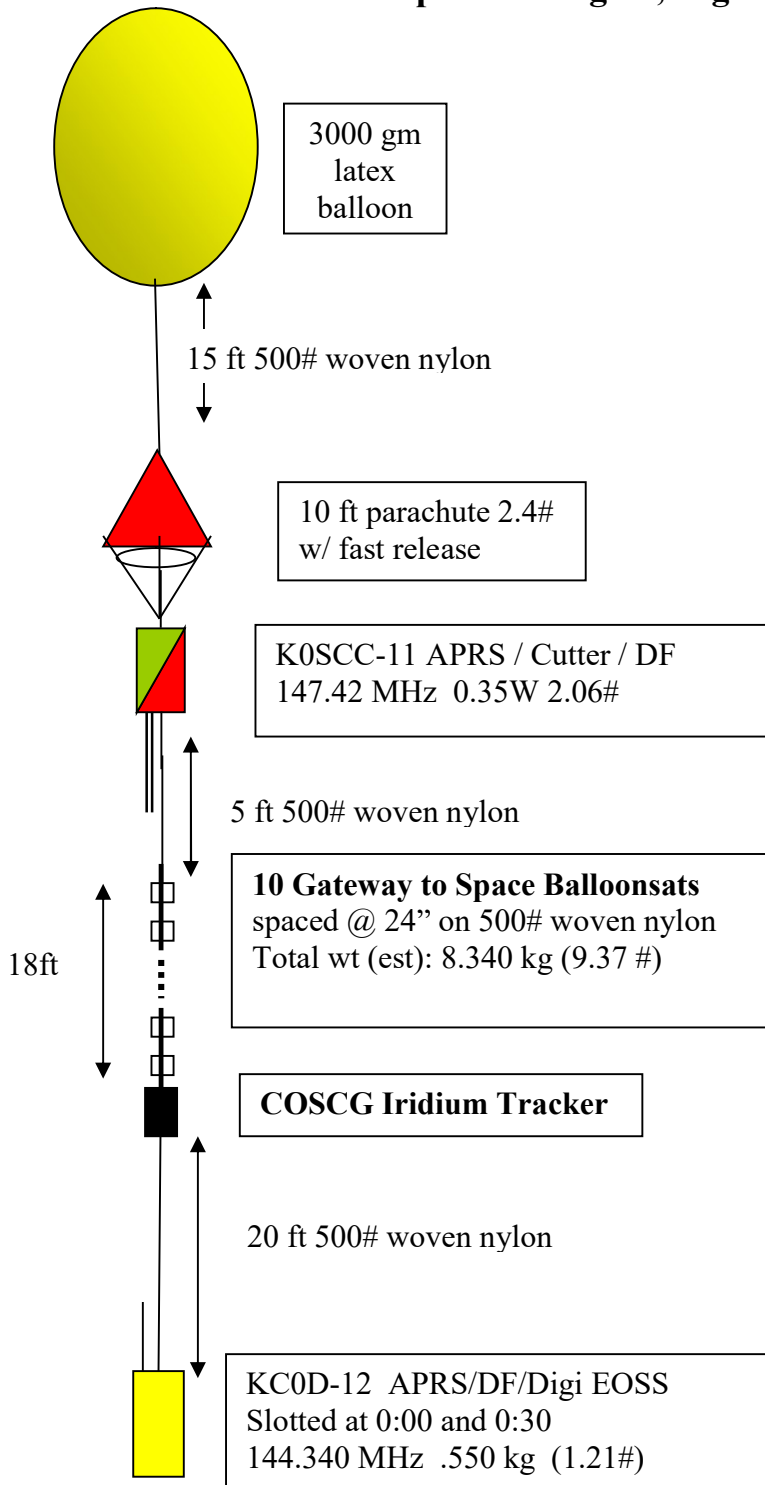 3000 gm
latex
balloon
15 ft 500# woven nylon
10 ft parachute 2.4#
w/ fast release
K0SCC-11 APRS / Cutter / DF
147.42 MHz 0.35W 2.06#
5 ft 500# woven nylon
10 Gateway to Space Balloonsats
spaced @ 24” on 500# woven nylon
Total wt (est): 8.340 kg (9.37 #)
18ft
COSCG Iridium Tracker
20 ft 500# woven nylon
KC0D-12 APRS/DF/Digi EOSS
Slotted at 0:00 and 0:30
144.340 MHz .550 kg (1.21#)